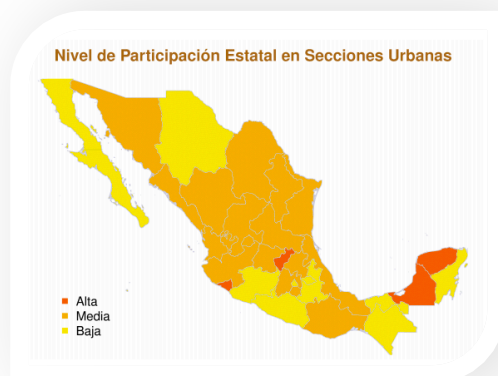 Nivel de Participación Estatal en Secciones Urbanas
Alta
Media
Baja